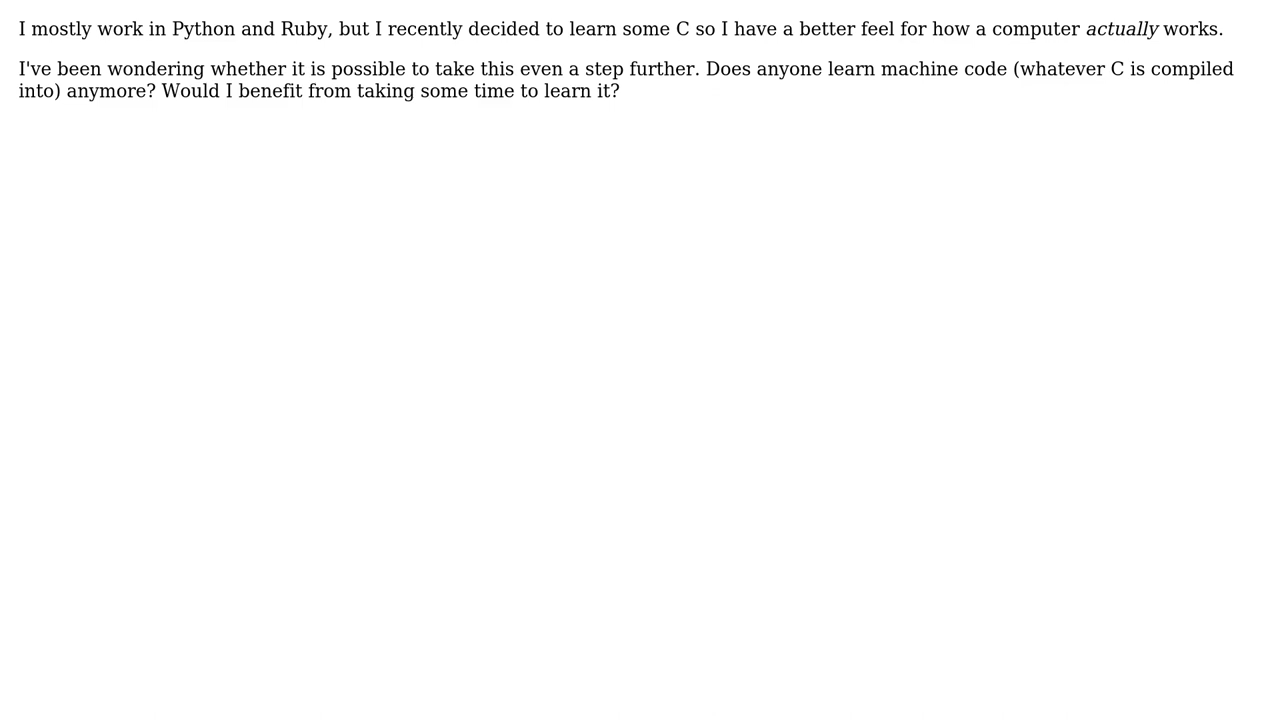 I mostly work in Python and Ruby, but I recently decided to learn some C so I have a better feel for how a computer actually works.
I've been wondering whether it is possible to take this even a step further. Does anyone learn machine code (whatever C is compiled
into) anymore? Would I benefit from taking some time to learn it?